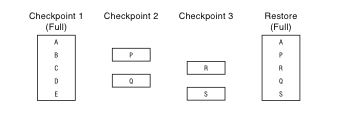 Checkpoint 1 Checkpoint 2 Checkpoint 3 Restore
(Full) (Full)
A A
B P P
C R R
D Q Q
E S S